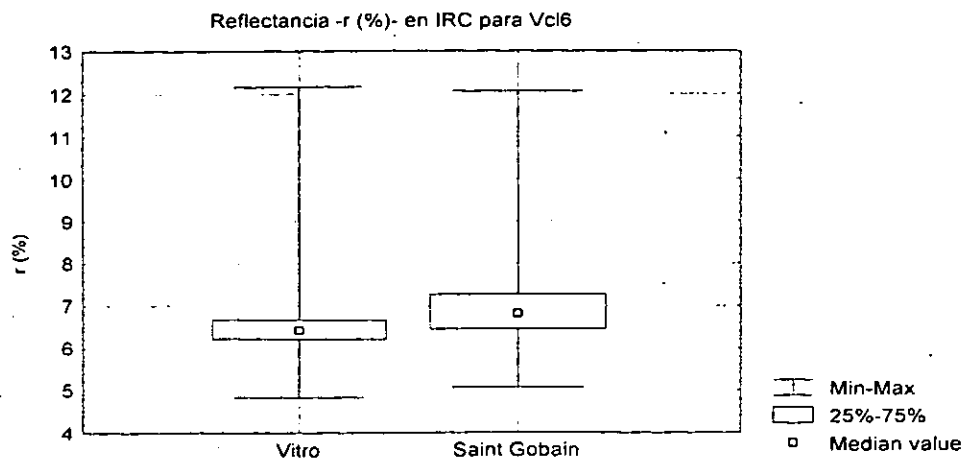 Reflectancia -r (%)- en IRC para Vcl6
13
12
11
10
9
8
7
6
5
4
r (%)
Vitro
Saint Gobain
Min-Max
25%-75%
Median value